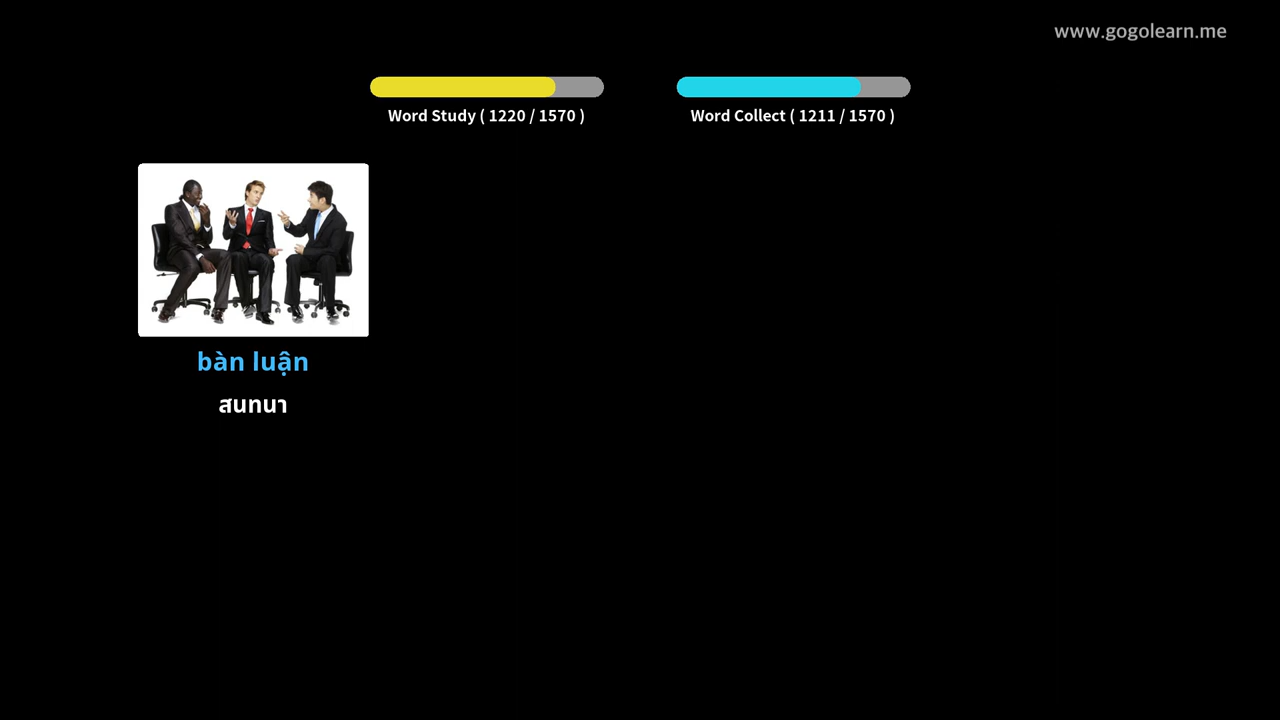 www.gogolearn.me
Word Study ( 1220 / 1570 )
Word Collect ( 1211 / 1570 )
bàn luận
สนทนา